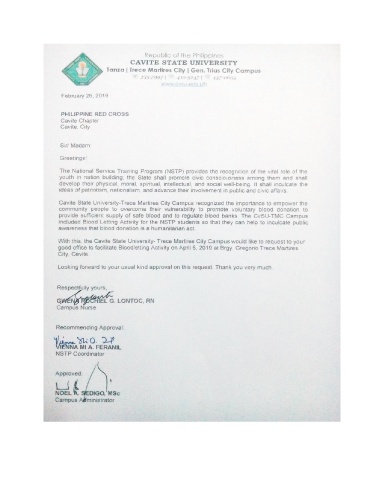 Republic of the Philippines
CAVITE STATE UNIVERSITY
Tanza | Trece Martires City | Gen. Trias City Campus
February 26, 2019
PHILIPPINE RED CROSS
Cavite Chapter
Cavite, City
Sir/ Madam
Greetings!
The National Service Training Program (NSTP) provides the recognition of the vital role of the
youth in nation building, the State shall promote civic consciousness among them and shall
develop their physical, moral, spiritual, intellectual, and social well-being. It shall inculcate the
ideas of patriotism, nationalism, and advance their involvement in public and civic affairs.
Cavite State University-Trece Martires City Campus recognized the importance to empower the
community people to overcome their vulnerability to promote voluntary blood donation to
provide sufficient supply of safe blood and to regulate blood banks. The CvSU-TMC Campus
included Blood Letting Activity for the NSTP students so that they can help to inculcate public
awareness that blood donation is a humanitarian act.
With this, the Cavite State University- Trece Martires City Campus would like to request to your
good office to facilitate Bloodletting Activity on April 5, 2019 at Brgy. Gregorio Trece Martires
City, Cavite.
Looking forward to your usual kind approval on this request. Thank you very much.
Respectfully yours,
G. LONTOC, RN
Campus Nurse
Recommending Approval:
VIENNA MI A. FERANIL
NSTP Coordinator
Approved:
NOEL A. SEDIGO, MSc
Campus Administrator